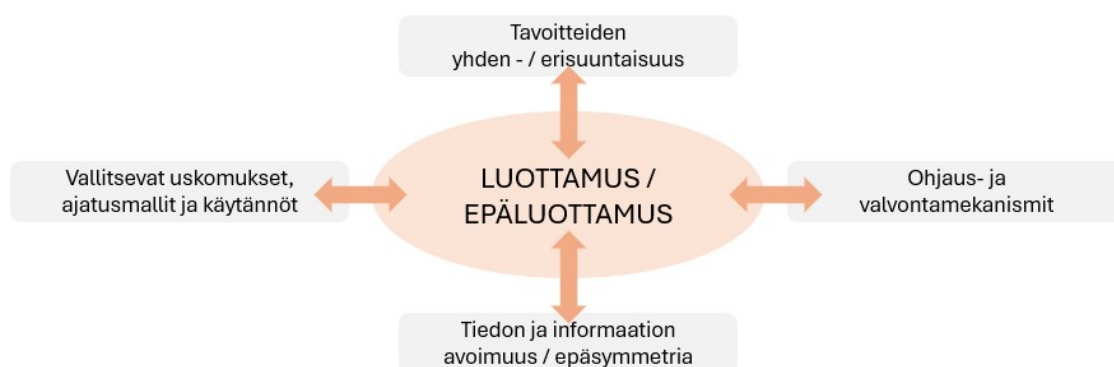 Tavoitteiden
yhden - / erisuuntaisuus
Vallitsevat uskomukset,
ajatusmallit ja käytännöt
LUOTTAMUS /
EPÄLUOTTAMUS
Ohjaus- ja
valvontamekanismit
Tiedon ja informaation
avoimuus / epäsymmetria